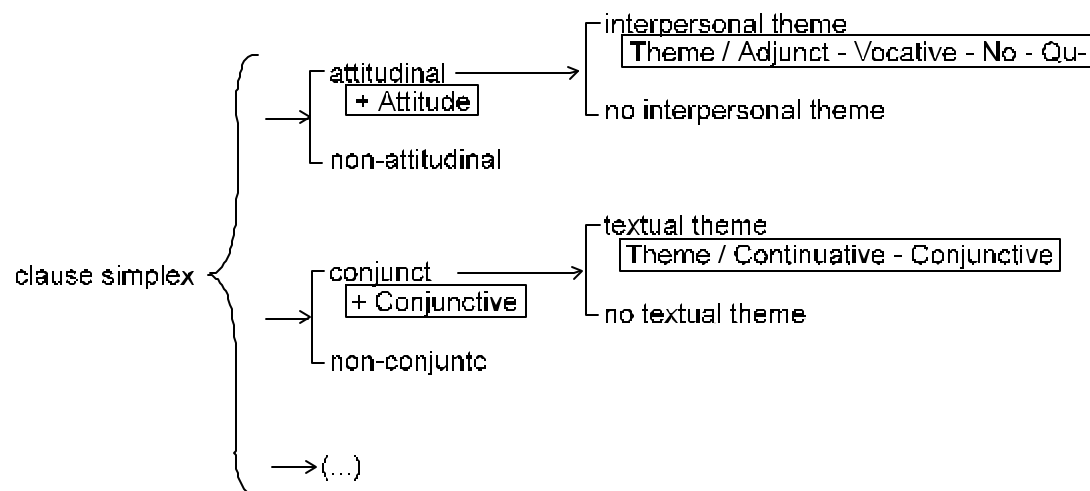 interpersonal theme
Theme / Adjunct - Vocative - No - Qu-
attitudinal
+ Attitude
no interpersonal theme
non-attitudinal
textual theme
Theme / Continuative - Conjunctive
clause simplex
conjunct
+ Conjunctive
no textual theme
non-conjuntc
(...)